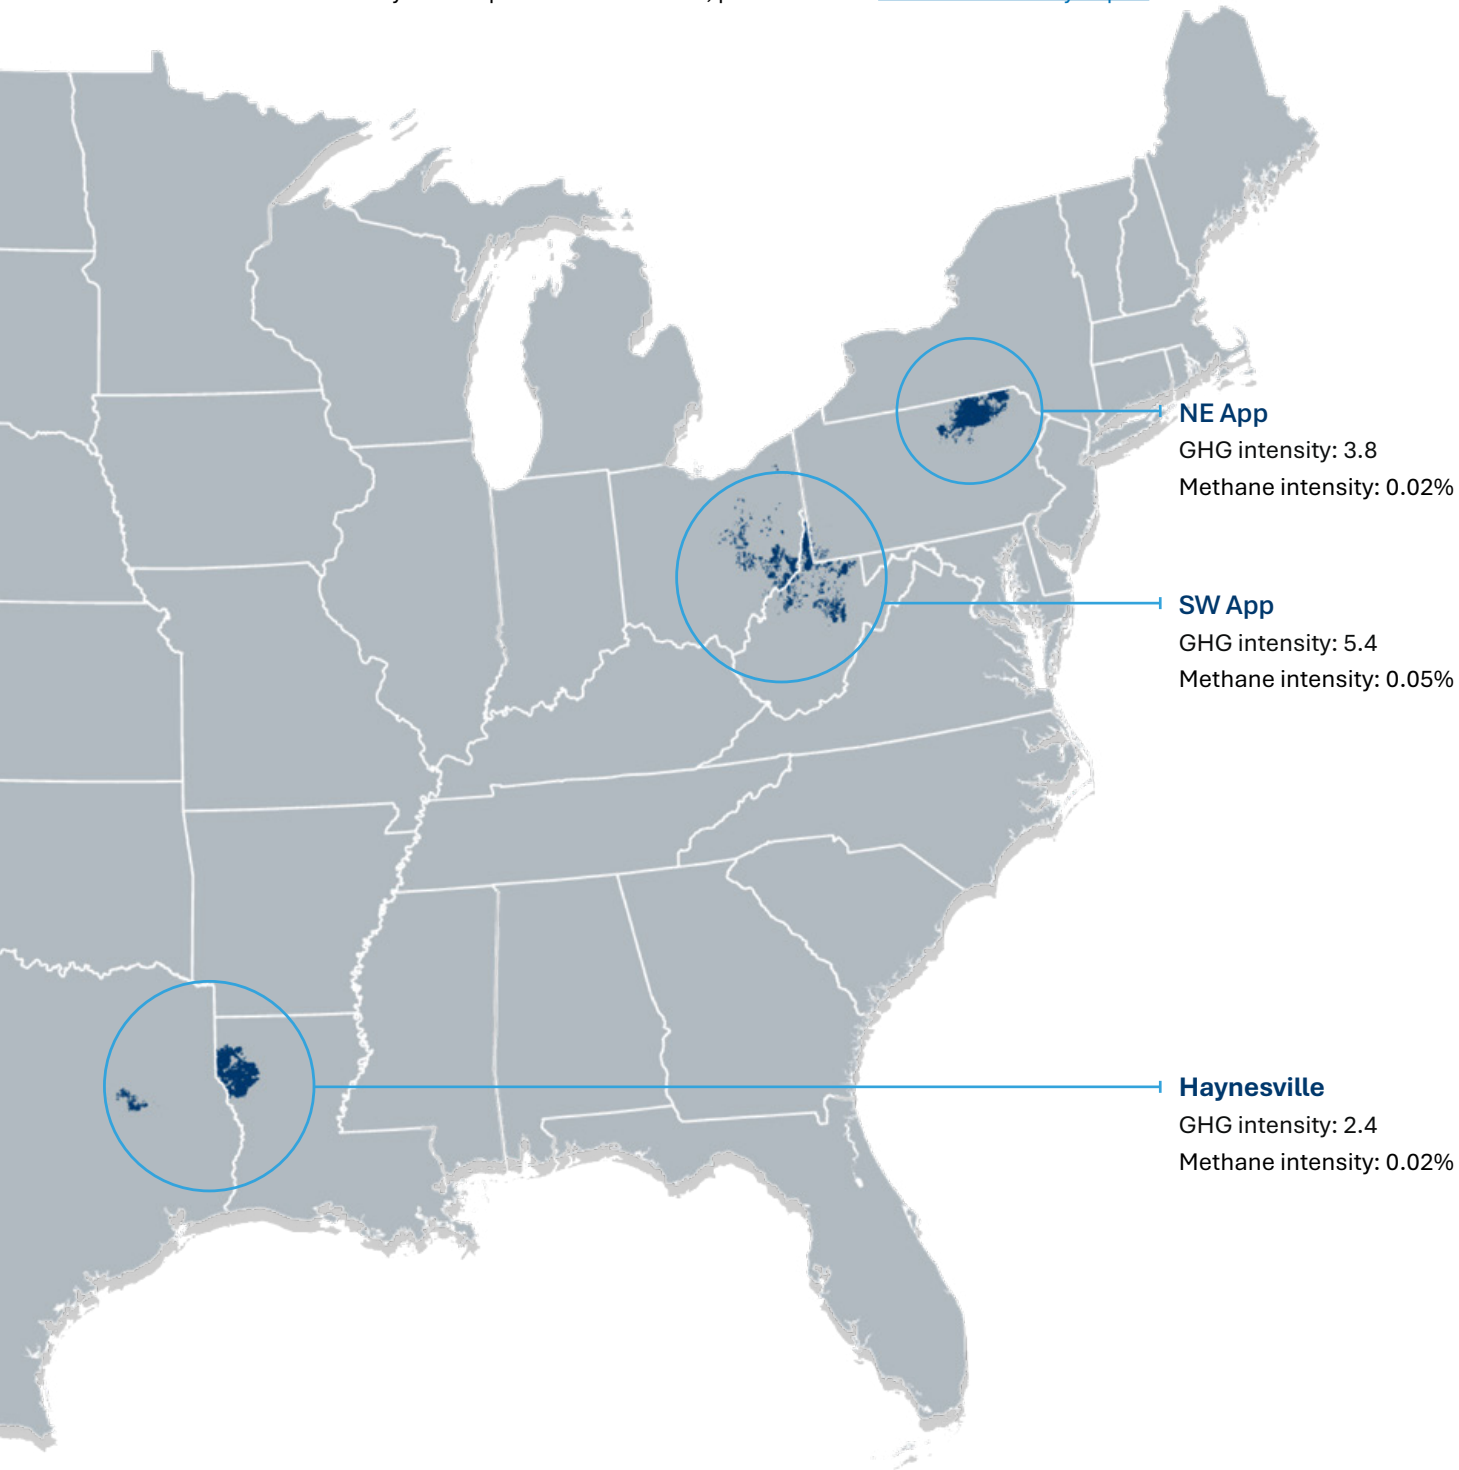 NE App
GHG intensity: 3.8
Methane intensity: 0.02%
SW App
GHG intensity: 5.4
Methane intensity: 0.05%
Haynesville
GHG intensity: 2.4
Methane intensity: 0.02%